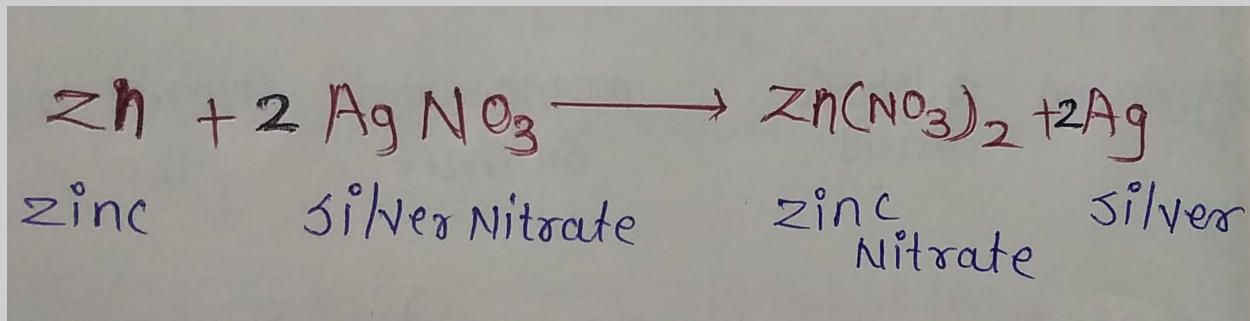 Zn + 2 AgNO3 ⟶ Zn(NO3)2 +2Ag
zinc silver Nitrate zinc silver
Nitrate